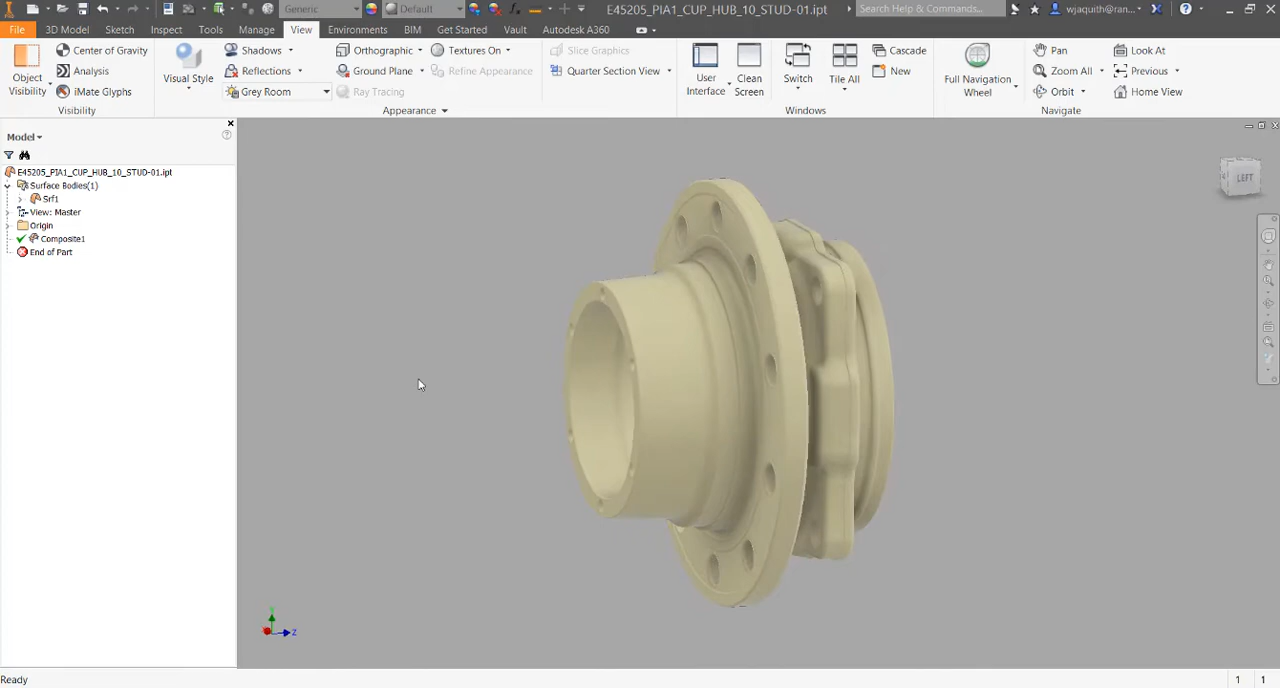 Generic
Default
E45205_PIA1_CUP_HUB_10_STUD-01.ipt
Search Help & Commands...
wjaquith@ran...
File
3D Model
Sketch
Inspect
Tools
Manage
View
Environments
BIM
Get Started
Vault
Autodesk A360
Object
Visibility
Center of Gravity
Analysis
iMate Glyphs
Visibility
Visual Style
Shadows
Reflections
Grey Room
Orthographic
Ground Plane
Ray Tracing
Textures On
Refine Appearance
Appearance
Slice Graphics
Quarter Section View
User
Interface
Clean
Screen
Switch
Tile All
Cascade
New
Windows
Full Navigation
Wheel
Pan
Zoom All
Orbit
Look At
Previous
Home View
Navigate
Model
E45205_PIA1_CUP_HUB_10_STUD-01.ipt
Surface Bodies(1)
Srf1
View: Master
Origin
Composite1
End of Part
LEFT
Z
Ready
1 1